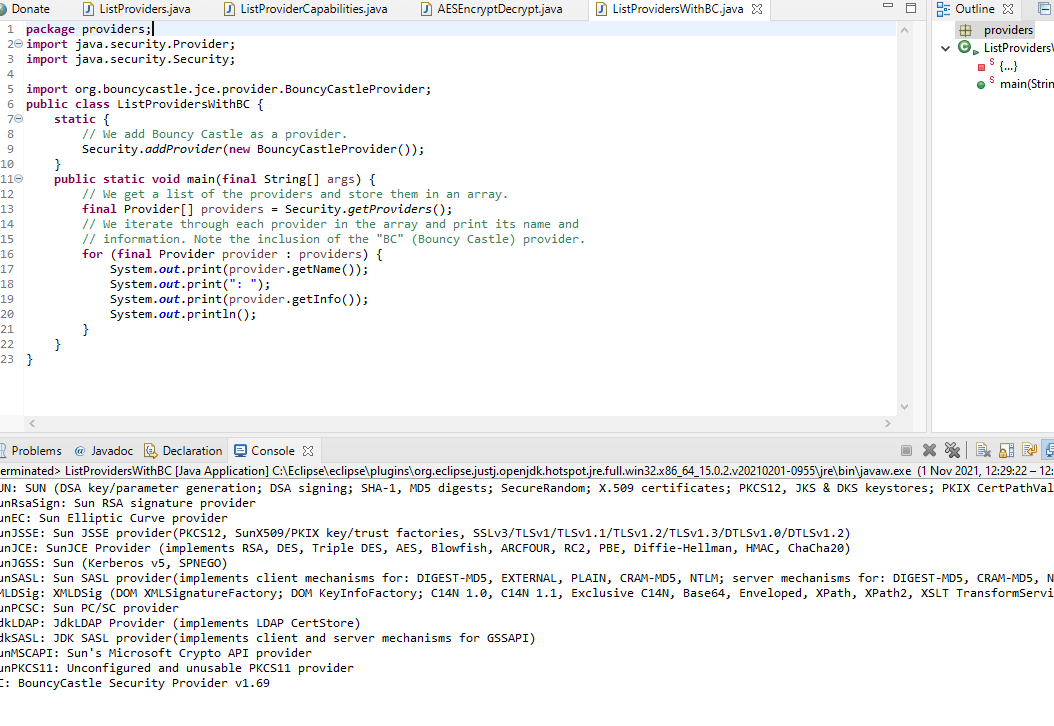 Donate ListProviders.java ListProviderCapabilities.java AESEncryptDecrypt.java ListProvidersWithBC.java Outline
1 package providers;
2 import java.security.Provider;
3 import java.security.Security;
4
5 import org.bouncycastle.jce.provider.BouncyCastleProvider;
6 public class ListProvidersWithBC {
7 static {
8 // We add Bouncy Castle as a provider.
9 Security.addProvider(new BouncyCastleProvider());
10 }
11 public static void main(final String[] args) {
12 // We get a list of the providers and store them in an array.
13 final Provider[] providers = Security.getProviders();
14 // We iterate through each provider in the array and print its name and
15 // information. Note the inclusion of the "BC" (Bouncy Castle) provider.
16 for (final Provider provider : providers) {
17 System.out.print(provider.getName());
18 System.out.print(": ");
19 System.out.print(provider.getInfo());
20 System.out.println();
21 }
22 }
23 }
providers
ListProvidersW
S {...}
S main(Strin
Problems @ Javadoc Declaration Console
erminated> ListProvidersWithBC [Java Application] C:\Eclipse\eclipse\plugins\org.eclipse.justj.openjdk.hotspot.jre.full.win32.x86_64_15.0.2.v20210201-0955\jre\bin\javaw.exe (1 Nov 2021, 12:29:22 – 12:
UN: SUN (DSA key/parameter generation; DSA signing; SHA-1, MD5 digests; SecureRandom; X.509 certificates; PKCS12, JKS & DKS keystores; PKIX CertPathVal
unRsaSign: Sun RSA signature provider
unEC: Sun Elliptic Curve provider
unJSSE: Sun JSSE provider(PKCS12, SunX509/PKIX key/trust factories, SSLv3/TLSv1/TLSv1.1/TLSv1.2/TLSv1.3/DTLSv1.0/DTLSv1.2)
unJCE: SunJCE Provider (implements RSA, DES, Triple DES, AES, Blowfish, ARCFOUR, RC2, PBE, Diffie-Hellman, HMAC, ChaCha20)
unJGSS: Sun (Kerberos v5, SPNEGO)
unSASL: Sun SASL provider(implements client mechanisms for: DIGEST-MD5, EXTERNAL, PLAIN, CRAM-MD5, NTLM; server mechanisms for: DIGEST-MD5, CRAM-MD5, N
MLDSig: XMLDSig (DOM XMLSignatureFactory; DOM KeyInfoFactory; C14N 1.0, C14N 1.1, Exclusive C14N, Base64, Enveloped, XPath, XPath2, XSLT TransformServi
unPCSC: Sun PC/SC provider
dkLDAP: JdkLDAP Provider (implements LDAP CertStore)
dkSASL: JDK SASL provider(implements client and server mechanisms for GSSAPI)
unMSCAPI: Sun's Microsoft Crypto API provider
unPKCS11: Unconfigured and unusable PKCS11 provider
C: BouncyCastle Security Provider v1.69